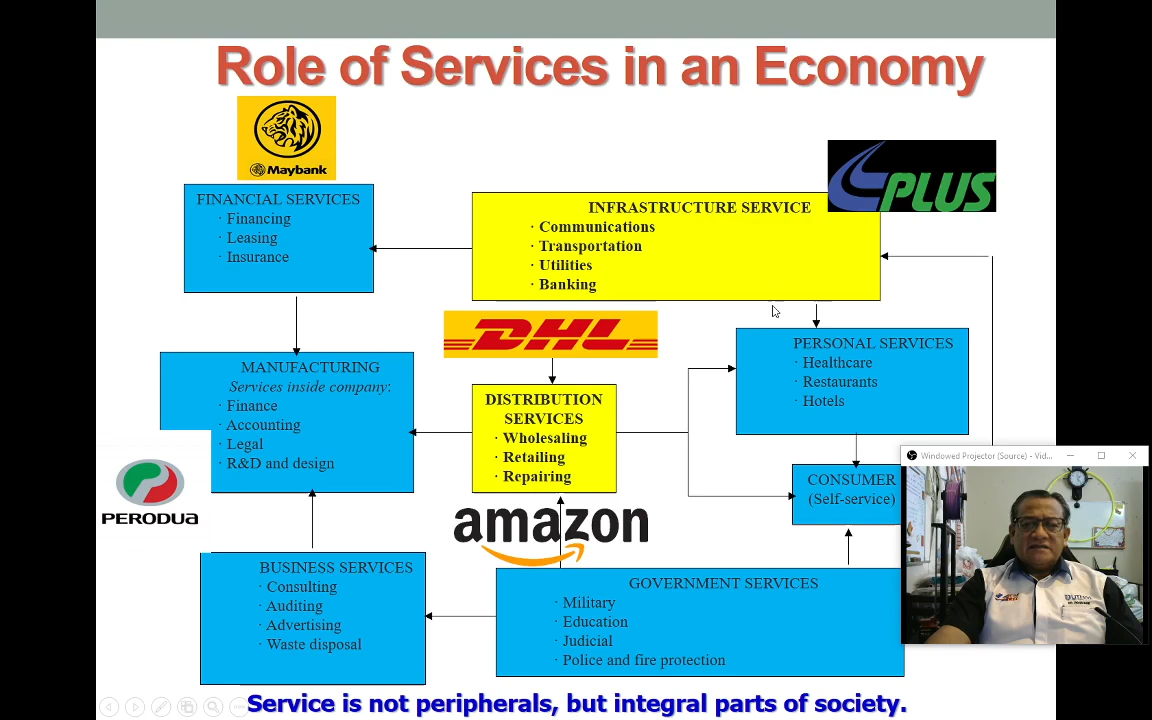 Role of Services in an Economy
Maybank
PLUS
FINANCIAL SERVICES
· Financing
· Leasing
· Insurance
INFRASTRUCTURE SERVICE
· Communications
· Transportation
· Utilities
· Banking
DHL
PERSONAL SERVICES
· Healthcare
· Restaurants
· Hotels
MANUFACTURING
Services inside company:
· Finance
· Accounting
· Legal
· R&D and design
DISTRIBUTION
SERVICES
· Wholesaling
· Retailing
· Repairing
PERODUA
Windowed Projector (Source) - Vid...
CONSUMER
(Self-service)
amazon
BUSINESS SERVICES
· Consulting
· Auditing
· Advertising
· Waste disposal
GOVERNMENT SERVICES
· Military
· Education
· Judicial
· Police and fire protection
Service is not peripherals, but integral parts of society.